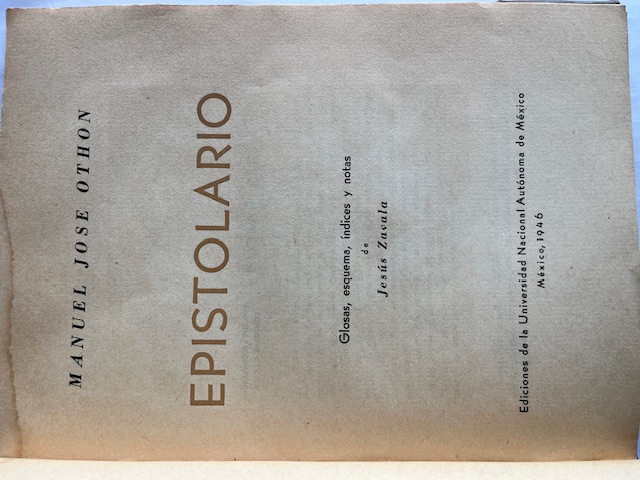 MANUEL JOSE OTHON
EPISTOLARIO
Glosas, esquema, índices y notas
de
Jesús Zavala
Ediciones de la Universidad Nacional Autónoma de México
México, 1946